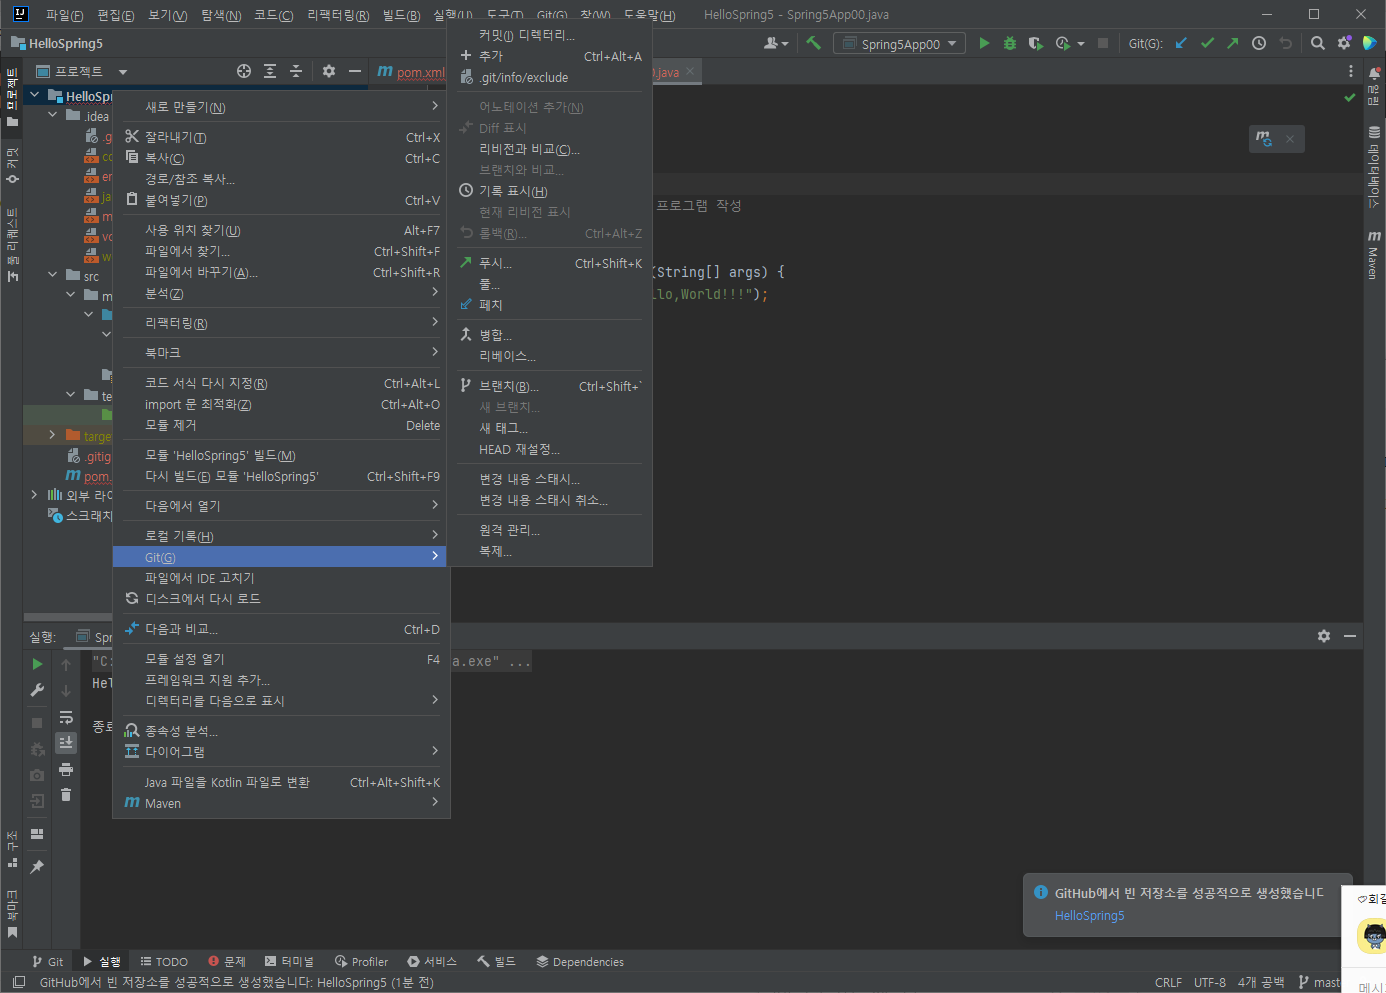 파일(F) 편집(E) 보기(V) 탐색(N) 코드(C) 리팩터링(R) 빌드(B) 실행(U) 도구(T) Git(G) 창(W) 도움말(H) HelloSpring5 - Spring5App00.java
HelloSpring5
Spring5App00
Git(G):
프로젝트
pom.xml
.java
프로젝트
커밋
풀 리퀘스트
구조
북마크
알림
데이터베이스
Maven
HelloSpr
.idea
.g
co
en
ja
m
vc
w
src
m
te
targe
.gitig
pom.
외부 라이
스크래치
새로 만들기(N)
잘라내기(T) Ctrl+X
복사(C) Ctrl+C
경로/참조 복사...
붙여넣기(P) Ctrl+V
사용 위치 찾기(U) Alt+F7
파일에서 찾기... Ctrl+Shift+F
파일에서 바꾸기(A)... Ctrl+Shift+R
분석(Z)
리팩터링(R)
북마크
코드 서식 다시 지정(R) Ctrl+Alt+L
import 문 최적화(Z) Ctrl+Alt+O
모듈 제거 Delete
모듈 'HelloSpring5' 빌드(M)
다시 빌드(E) 모듈 'HelloSpring5' Ctrl+Shift+F9
다음에서 열기
로컬 기록(H)
Git(G)
파일에서 IDE 고치기
디스크에서 다시 로드
다음과 비교... Ctrl+D
모듈 설정 열기 F4
프레임워크 지원 추가...
디렉터리를 다음으로 표시
종속성 분석...
다이어그램
Java 파일을 Kotlin 파일로 변환 Ctrl+Alt+Shift+K
Maven
커밋(I) 디렉터리...
추가 Ctrl+Alt+A
.git/info/exclude
어노테이션 추가(N)
Diff 표시
리비전과 비교(C)...
브랜치와 비교...
기록 표시(H)
현재 리비전 표시
롤백(R)... Ctrl+Alt+Z
푸시... Ctrl+Shift+K
풀...
페치
병합...
리베이스...
브랜치(B)... Ctrl+Shift+`
새 브랜치...
새 태그...
HEAD 재설정...
변경 내용 스태시...
변경 내용 스태시 취소...
원격 관리...
복제...
프로그램 작성
(String[] args) {
lo,World!!!");
실행: Spr
"C: a.exe" ...
Hel
종료
GitHub에서 빈 저장소를 성공적으로 생성했습니다
HelloSpring5
회결
메시지
Git 실행 TODO 문제 터미널 Profiler 서비스 빌드 Dependencies
GitHub에서 빈 저장소를 성공적으로 생성했습니다: HelloSpring5 (1분 전) CRLF UTF-8 4개 공백 mast